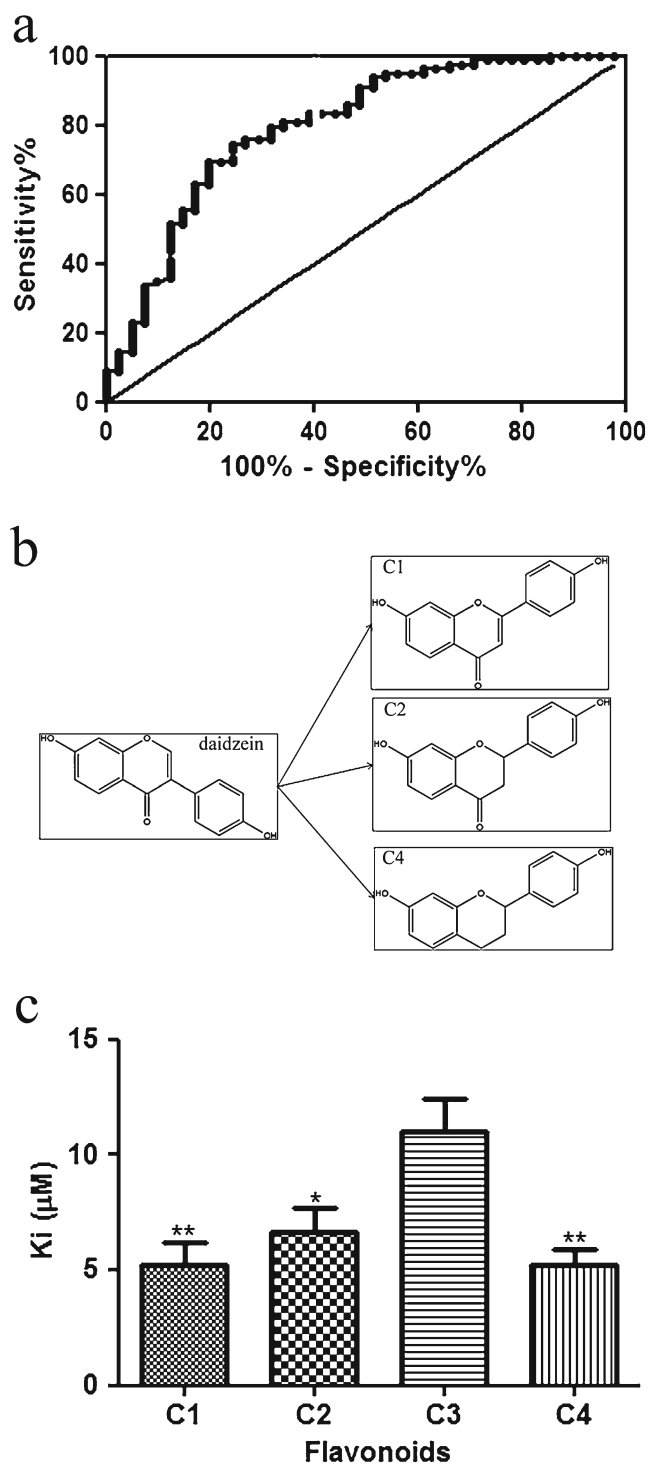 a
100
80
60
40
20
0
Sensitivity%
0 20 40 60 80 100
100% - Specificity%
b
C1
HO
O
OH
O
C2
HO
O
OH
O
daidzein
HO
O
O
OH
C4
HO
O
OH
c
15
10
5
0
Ki (μM)
** * **
C1 C2 C3 C4
Flavonoids